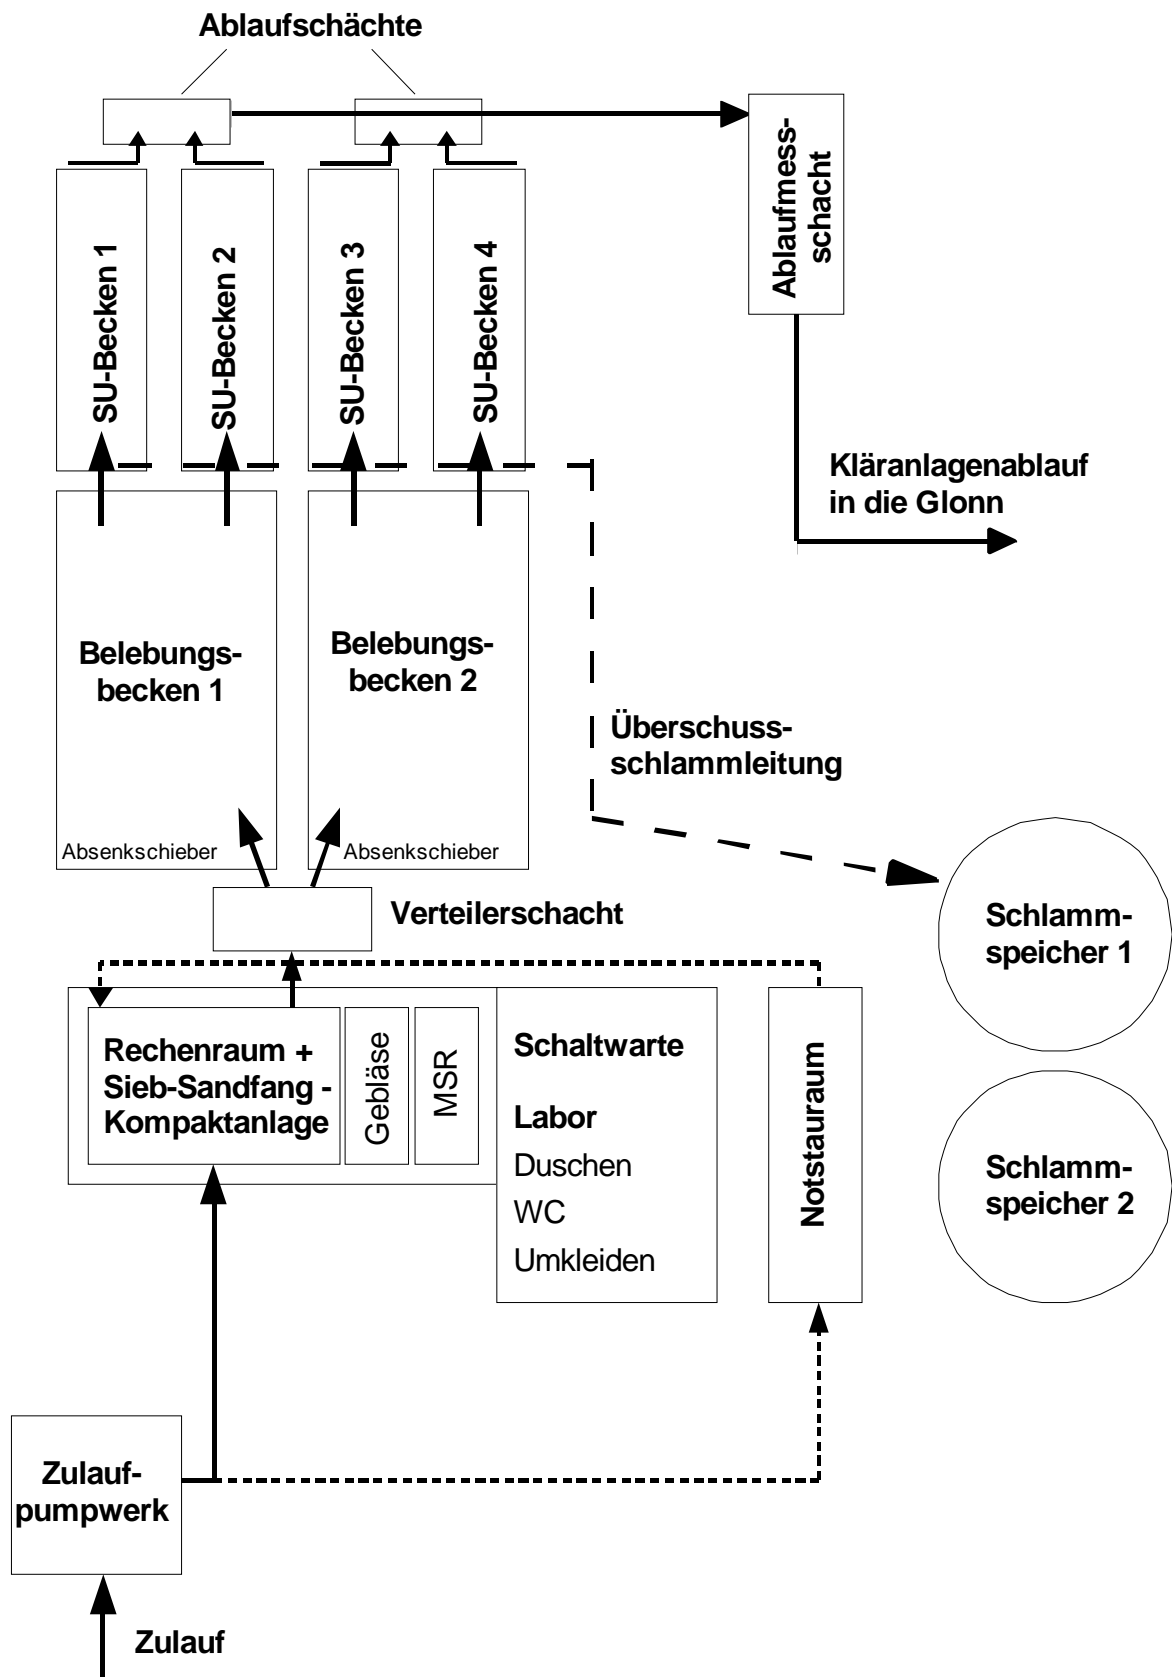 Ablaufschächte
Ablaufmess-
schacht
SU-Becken 1
SU-Becken 2
SU-Becken 3
SU-Becken 4
Kläranlagenablauf
in die Glonn
Belebungs-
becken 1
Belebungs-
becken 2
Überschuss-
schlammleitung
Absenkschieber
Absenkschieber
Verteilerschacht
Schlamm-
speicher 1
Rechenraum +
Sieb-Sandfang -
Kompaktanlage
Gebläse
MSR
Schaltwarte
Labor
Duschen
WC
Umkleiden
Notstauraum
Schlamm-
speicher 2
Zulauf-
pumpwerk
Zulauf